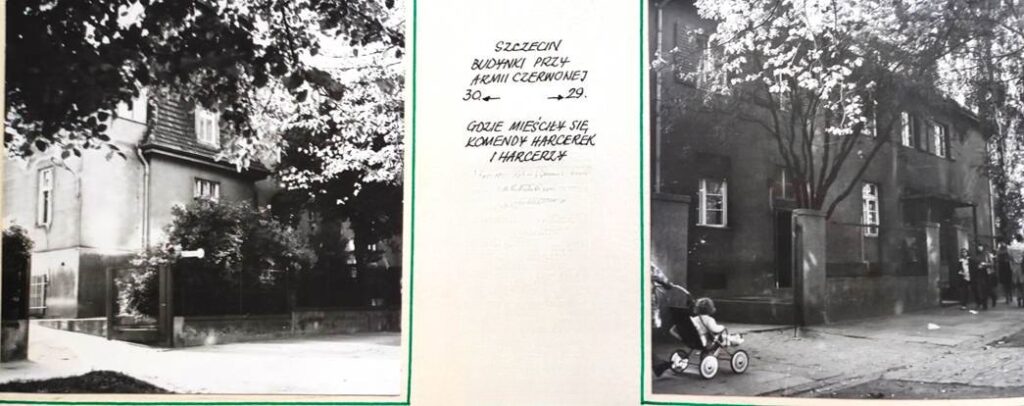 SZCZECIN
BUDYNKI PRZY
ARMII CZERWONEJ
30. ← → 29.
GDZIE MIEŚCIŁY SIĘ
KOMENDY HARCEREK
I HARCERZY